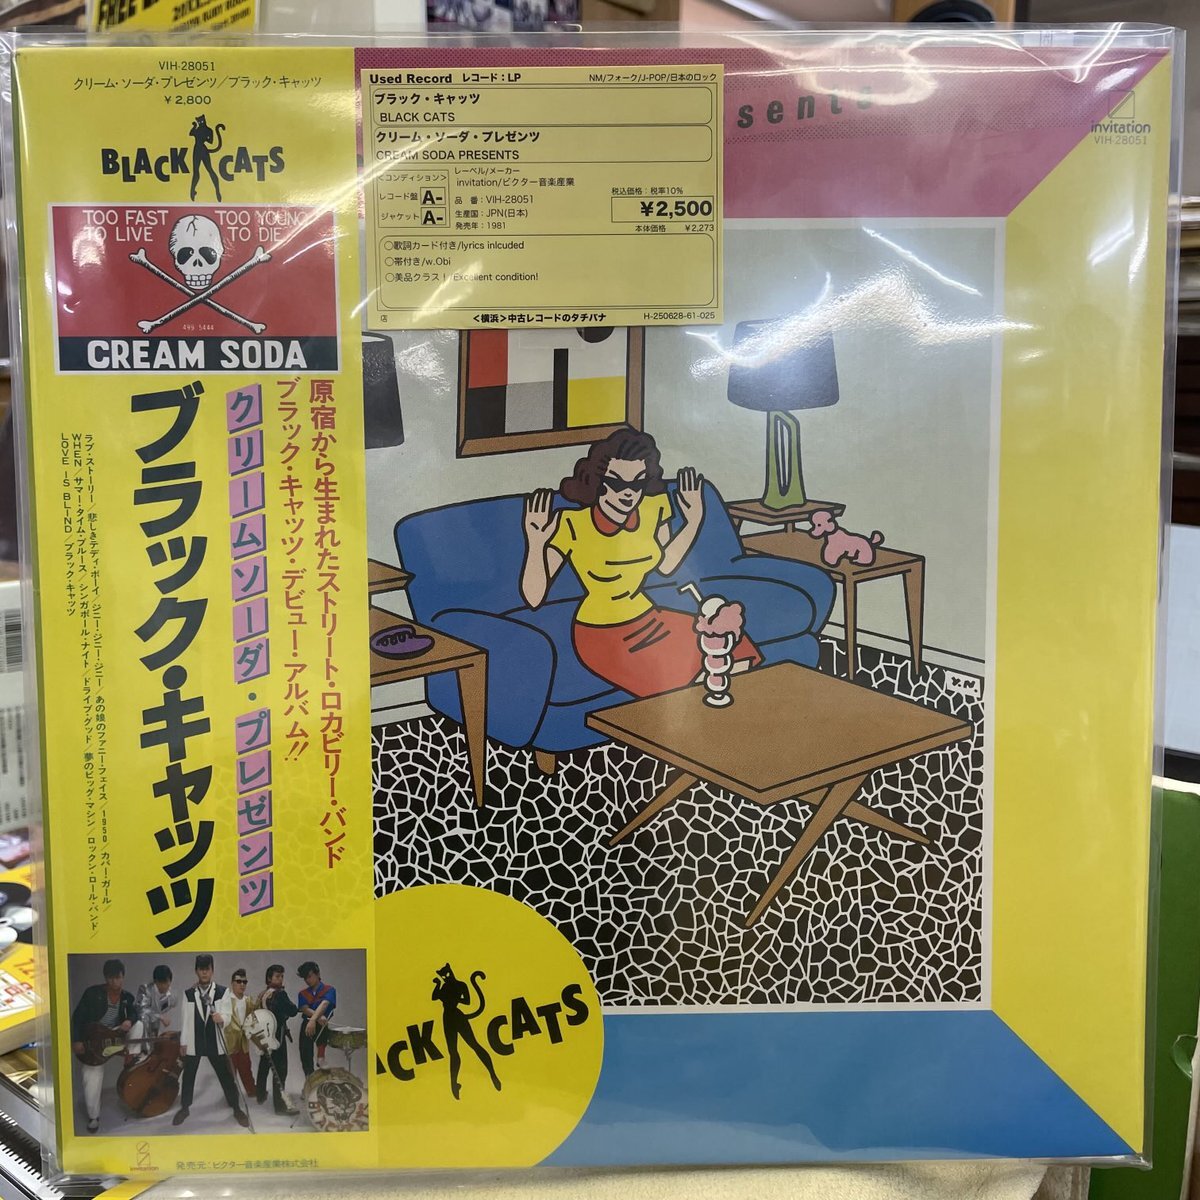 VIH-28051
クリーム・ソーダ・プレゼンツ/ブラック・キャッツ
¥2,800
BLACK CATS
TOO FAST TO LIVE
TOO YOUNG TO DIE
499 5444
CREAM SODA
原宿から生まれたストリート・ロカビリー・バンド
ブラック・キャッツ・デビュー・アルバム!!
クリームソーダ・プレゼンツ
ブラック・キャッツ
ラブ・ストーリー/悲しきテディ・ボーイ/ジニー・ジニー・ジニー/あの娘のファニー・フェイス/1950/カバー・ガール/
WHEN/サマー・タイム・ブルース/シンガポール・ナイト/ドライブ・グッド/夢のビッグ・マシン/ロックン・ロール・バンド/
LOVE IS BLIND/ブラック・キャッツ
invitation
発売元:ビクター音楽産業株式会社
Used Record レコード:LP
NM/フォーク/J-POP/日本のロック
ブラック・キャッツ
BLACK CATS
クリーム・ソーダ・プレゼンツ
CREAM SODA PRESENTS
<コンディション>
レコード盤 A-
ジャケット A-
レーベル/メーカー
invitation/ビクター音楽産業
品 番:VIH-28051
生産国:JPN(日本)
発売年:1981
税込価格:税率10%
¥2,500
本体価格 ¥2,273
○歌詞カード付き/lyrics inlcuded
○帯付き/w.Obi
○美品クラス!/Excellent condition!
店
<横浜>中古レコードのタチバナ
H-250628-61-025
sents
invitation
VIH-28051
Y.N.
ACK CATS